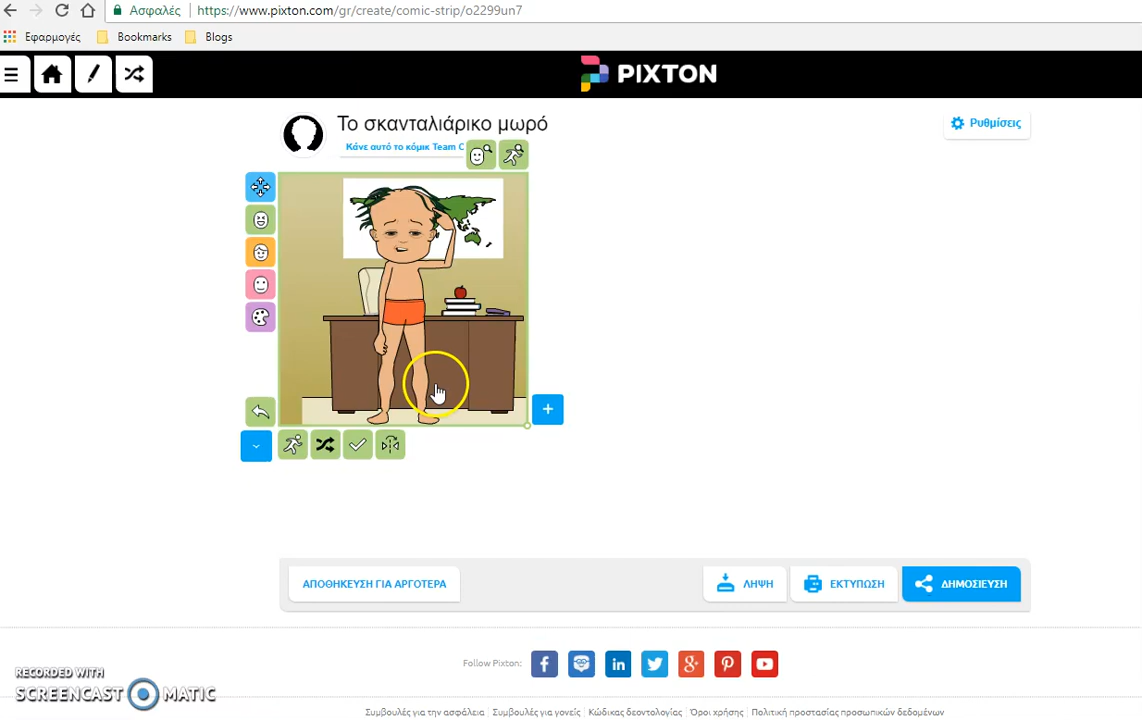 Ασφαλές
https://www.pixton.com/gr/create/comic-strip/o2299un7
Εφαρμογές
Bookmarks
Blogs
PIXTON
Το σκανταλιάρικο μωρό
Κάνε αυτό το κόμικ Team C
Ρυθμίσεις
ΑΠΟΘΗΚΕΥΣΗ ΓΙΑ ΑΡΓΟΤΕΡΑ
ΛΗΨΗ
ΕΚΤΥΠΩΣΗ
ΔΗΜΟΣΙΕΥΣΗ
Follow Pixton:
RECORDED WITH
SCREENCAST MATIC
Συμβουλές για την ασφάλεια
Συμβουλές για γονείς
Κώδικας δεοντολογίας
Όροι χρήσης
Πολιτική προστασίας προσωπικών δεδομένων